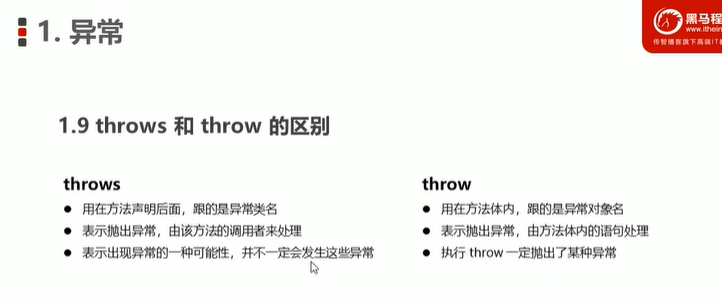 1. 异常
黑马程
www.ithein
传智播客旗下高端IT
1.9 throws 和 throw 的区别
throws
● 用在方法声明后面，跟的是异常类名
● 表示抛出异常，由该方法的调用者来处理
● 表示出现异常的一种可能性，并不一定会发生这些异常
throw
● 用在方法体内，跟的是异常对象名
● 表示抛出异常，由方法体内的语句处理
● 执行 throw 一定抛出了某种异常